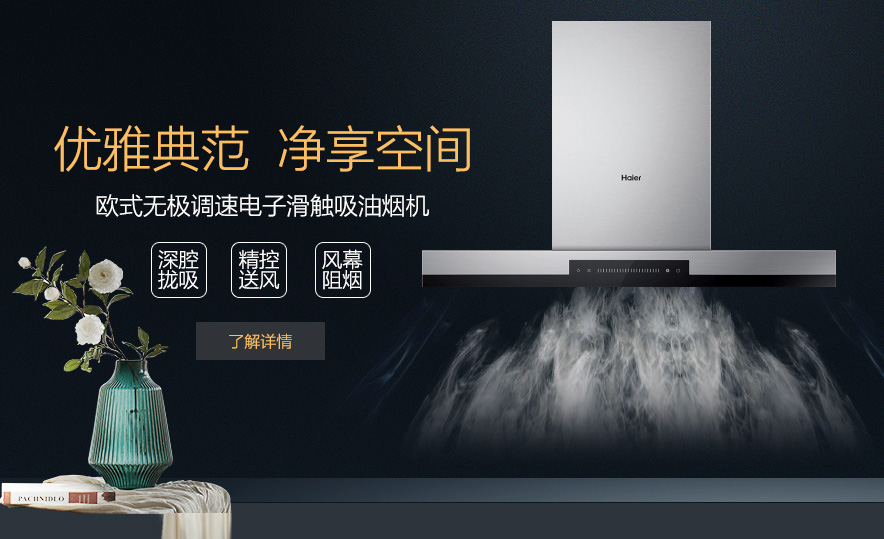 优雅典范 净享空间
欧式无极调速电子滑触吸油烟机
深腔
拢吸
精控
送风
风幕
阻烟
了解详情
Haier
PACHNIDLO